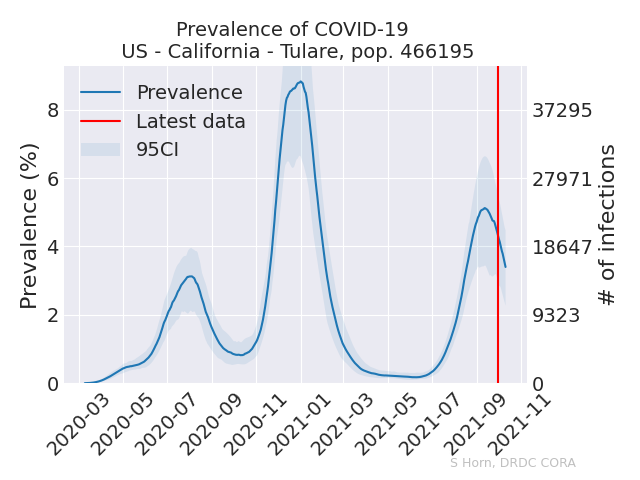 Prevalence of COVID-19
US - California - Tulare, pop. 466195
Prevalence
Latest data
95CI
Prevalence (%)
8
6
4
2
0
37295
27971
18647
9323
0
# of infections
2020-03
2020-05
2020-07
2020-09
2020-11
2021-01
2021-03
2021-05
2021-07
2021-09
2021-11
S Horn, DRDC CORA